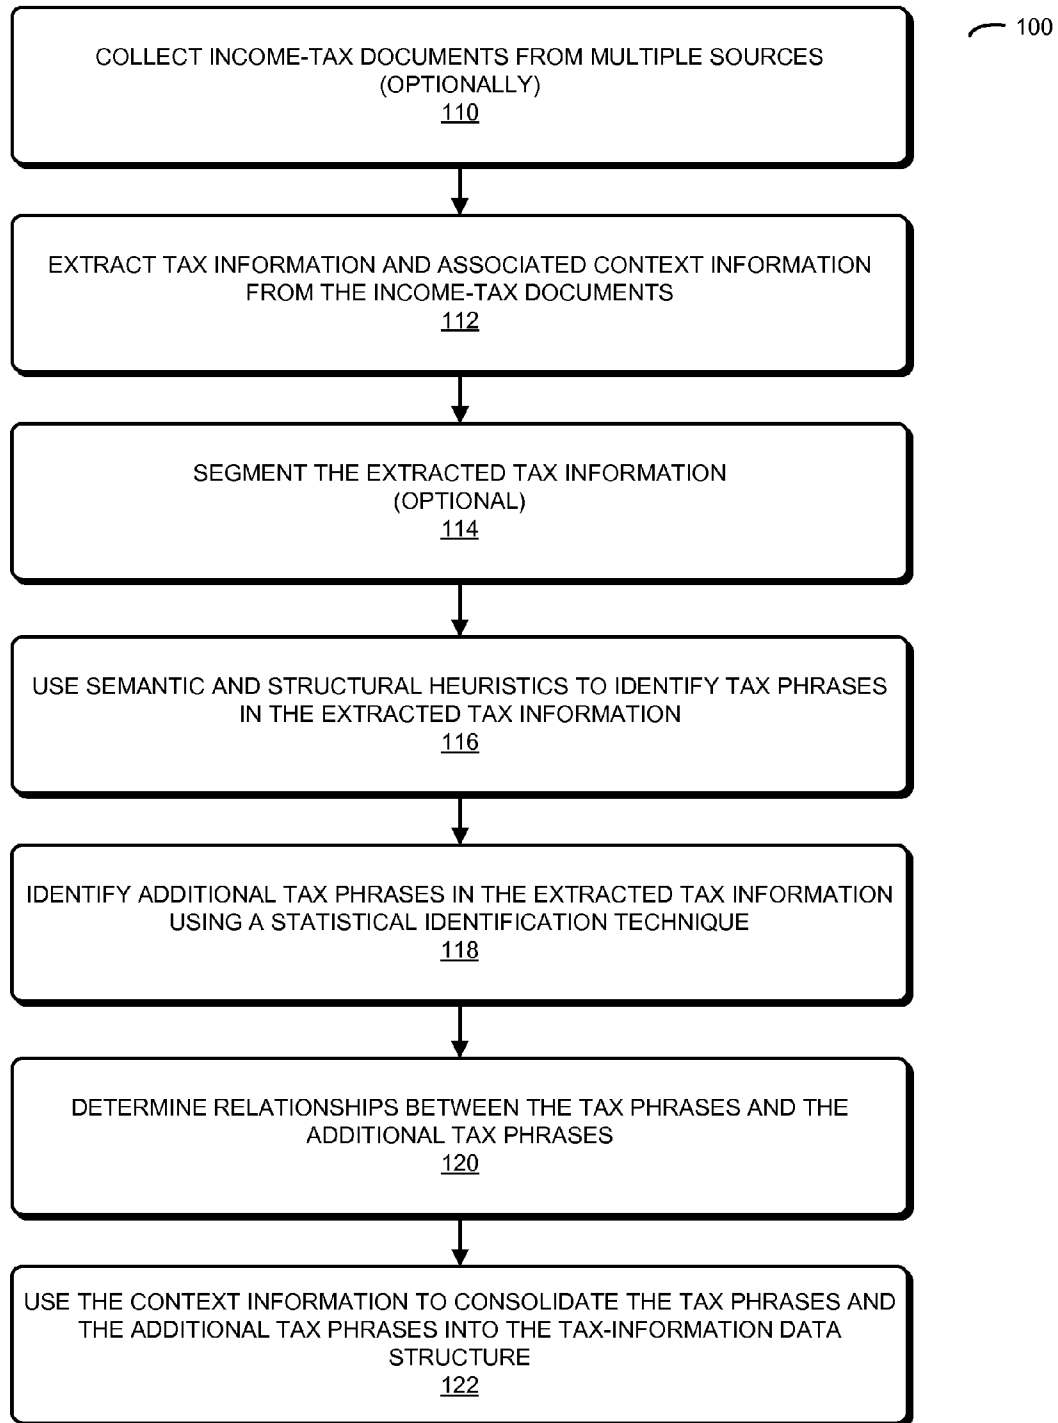 100
COLLECT INCOME-TAX DOCUMENTS FROM MULTIPLE SOURCES
(OPTIONALLY)
110
EXTRACT TAX INFORMATION AND ASSOCIATED CONTEXT INFORMATION
FROM THE INCOME-TAX DOCUMENTS
112
SEGMENT THE EXTRACTED TAX INFORMATION
(OPTIONAL)
114
USE SEMANTIC AND STRUCTURAL HEURISTICS TO IDENTIFY TAX PHRASES
IN THE EXTRACTED TAX INFORMATION
116
IDENTIFY ADDITIONAL TAX PHRASES IN THE EXTRACTED TAX INFORMATION
USING A STATISTICAL IDENTIFICATION TECHNIQUE
118
DETERMINE RELATIONSHIPS BETWEEN THE TAX PHRASES AND THE
ADDITIONAL TAX PHRASES
120
USE THE CONTEXT INFORMATION TO CONSOLIDATE THE TAX PHRASES AND
THE ADDITIONAL TAX PHRASES INTO THE TAX-INFORMATION DATA
STRUCTURE
122